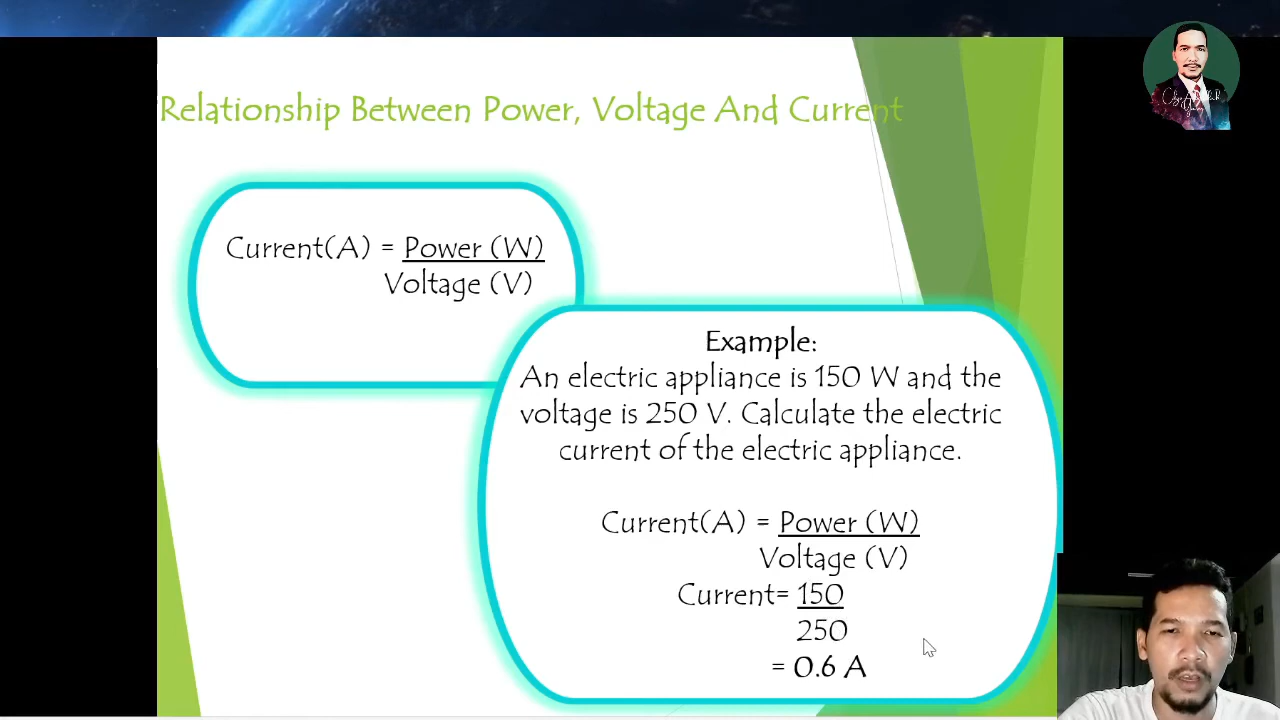 Relationship Between Power, Voltage And Current
Current(A) = Power (W)
Voltage (V)
Example:
An electric appliance is 150 W and the
voltage is 250 V. Calculate the electric
current of the electric appliance.
Current(A) = Power (W)
Voltage (V)
Current= 150
250
= 0.6 A